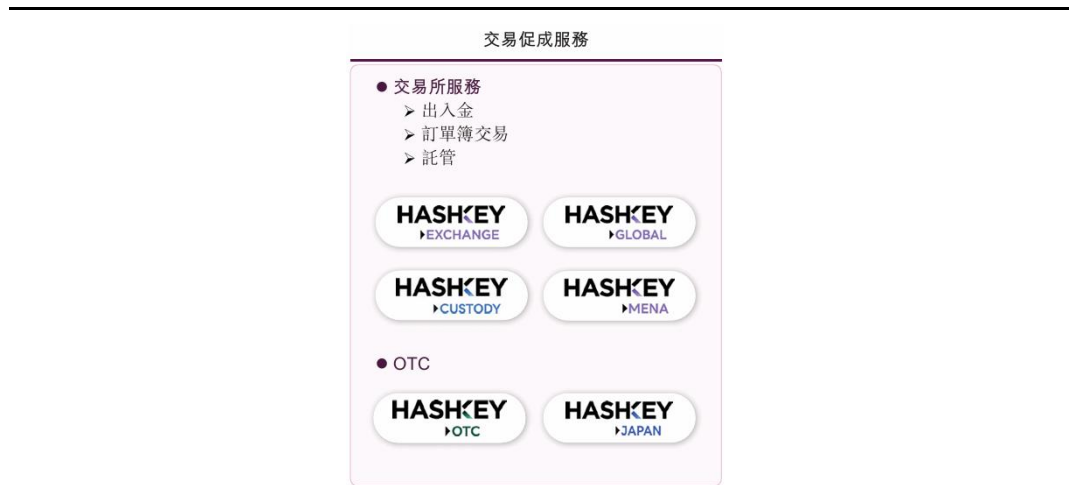 交易促成服務
● 交易所服務
➢ 出入金
➢ 訂單簿交易
➢ 託管
HASHKEY HASHKEY
EXCHANGE GLOBAL
HASHKEY HASHKEY
CUSTODY MENA
● OTC
HASHKEY HASHKEY
OTC JAPAN